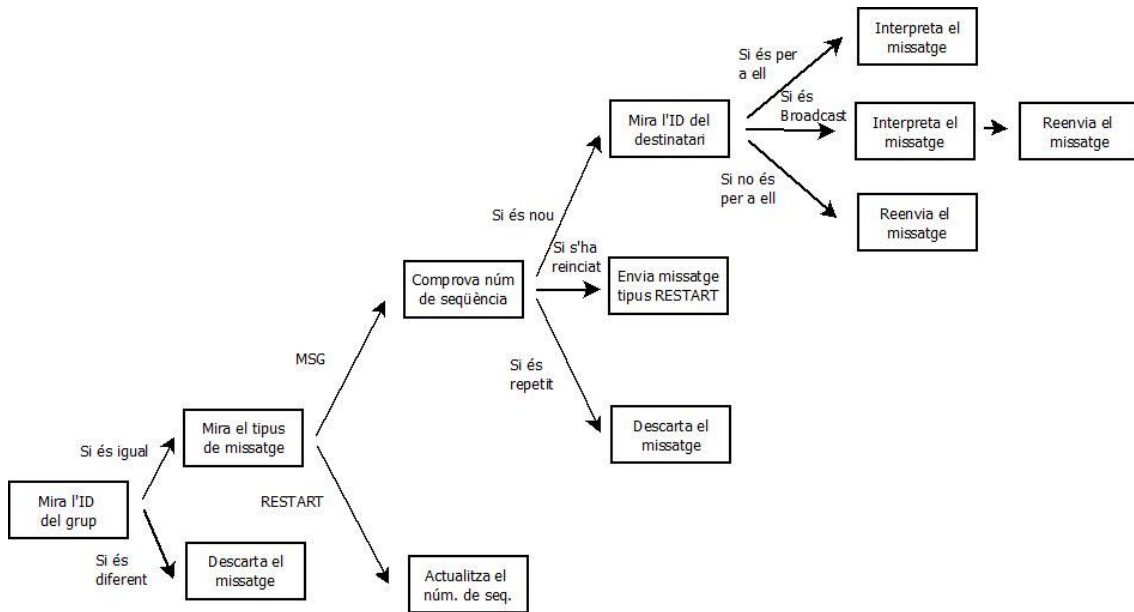 Interpreta el
missatge
Si és per
a ell
Si és
Broadcast
Mira l'ID del
destinatari
Interpreta el
missatge
Reenvia el
missatge
Si no és
per a ell
Reenvia el
missatge
Si és nou
Si s'ha
reinciat
Comprova núm
de seqüència
Envia missatge
tipus RESTART
MSG
Si és
repetit
Mira el tipus
de missatge
Descarta el
missatge
Si és igual
Mira l'ID
del grup
RESTART
Si és
diferent
Descarta el
missatge
Actualitza el
núm. de seq.